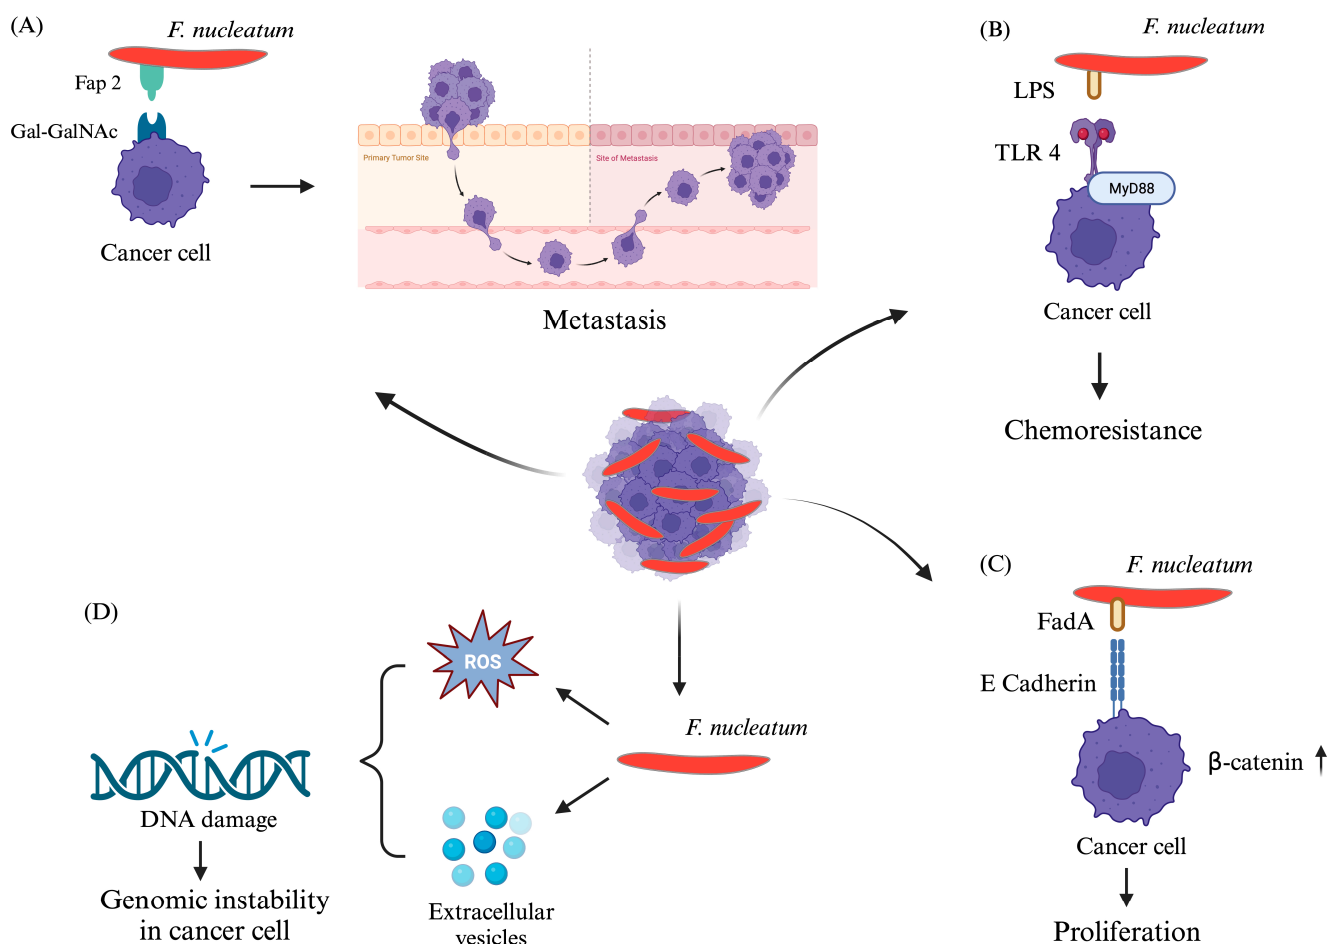 (A)
F. nucleatum
Fap 2
Gal-GalNAc
Cancer cell
Primary Tumor Site
Site of Metastasis
Metastasis
(B)
F. nucleatum
LPS
TLR 4
MyD88
Cancer cell
Chemoresistance
(C)
F. nucleatum
FadA
E Cadherin
β-catenin
Cancer cell
Proliferation
(D)
ROS
F. nucleatum
DNA damage
Genomic instability
in cancer cell
Extracellular
vesicles